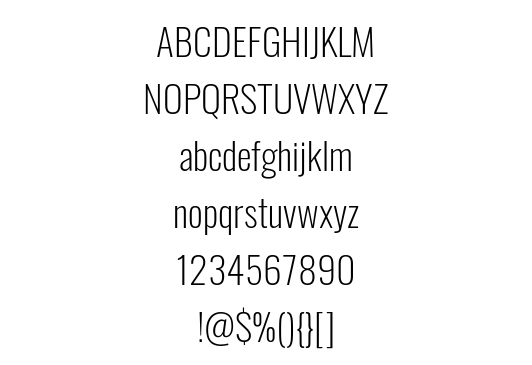 ABCDEFGHIJKLM
NOPQRSTUVWXYZ
abcdefghijklm
nopqrstuvwxyz
1234567890
!@$%(){}[]